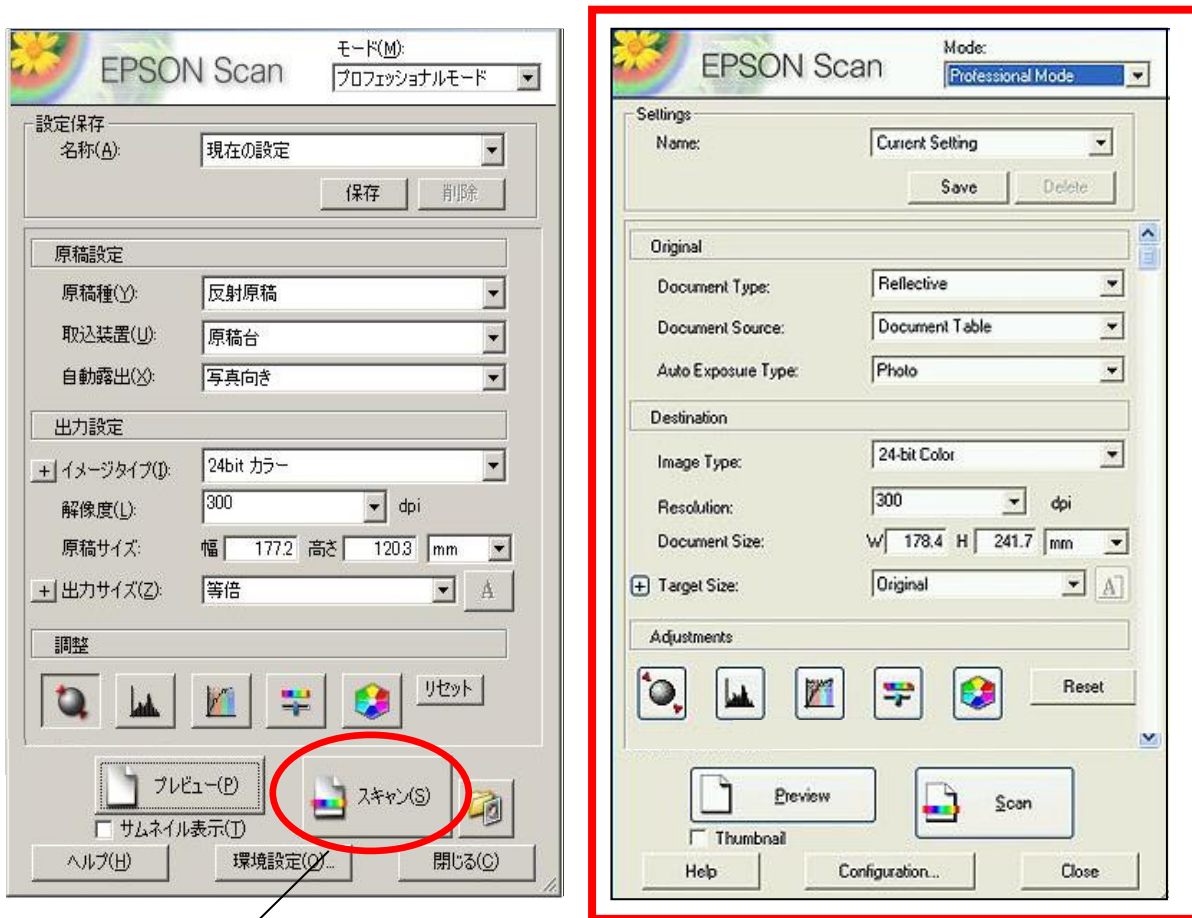 EPSON Scan
モード(M):
プロフェッショナルモード
設定保存
名称(A):
現在の設定
保存
削除
原稿設定
原稿種(Y):
反射原稿
取込装置(U):
原稿台
自動露出(X):
写真向き
出力設定
+ イメージタイプ(I):
24bit カラー
解像度(L):
300
dpi
原稿サイズ:
幅 177.2 高さ 120.3 mm
+ 出力サイズ(Z):
等倍
A
調整
リセット
プレビュー(P)
スキャン(S)
サムネイル表示(T)
ヘルプ(H)
環境設定(O)...
閉じる(C)
EPSON Scan
Mode:
Professional Mode
Settings
Name:
Current Setting
Save
Delete
Original
Document Type:
Reflective
Document Source:
Document Table
Auto Exposure Type:
Photo
Destination
Image Type:
24-bit Color
Resolution:
300
dpi
Document Size:
W 178.4 H 241.7 mm
+ Target Size:
Original
A
Adjustments
Reset
Preview
Scan
Thumbnail
Help
Configuration...
Close